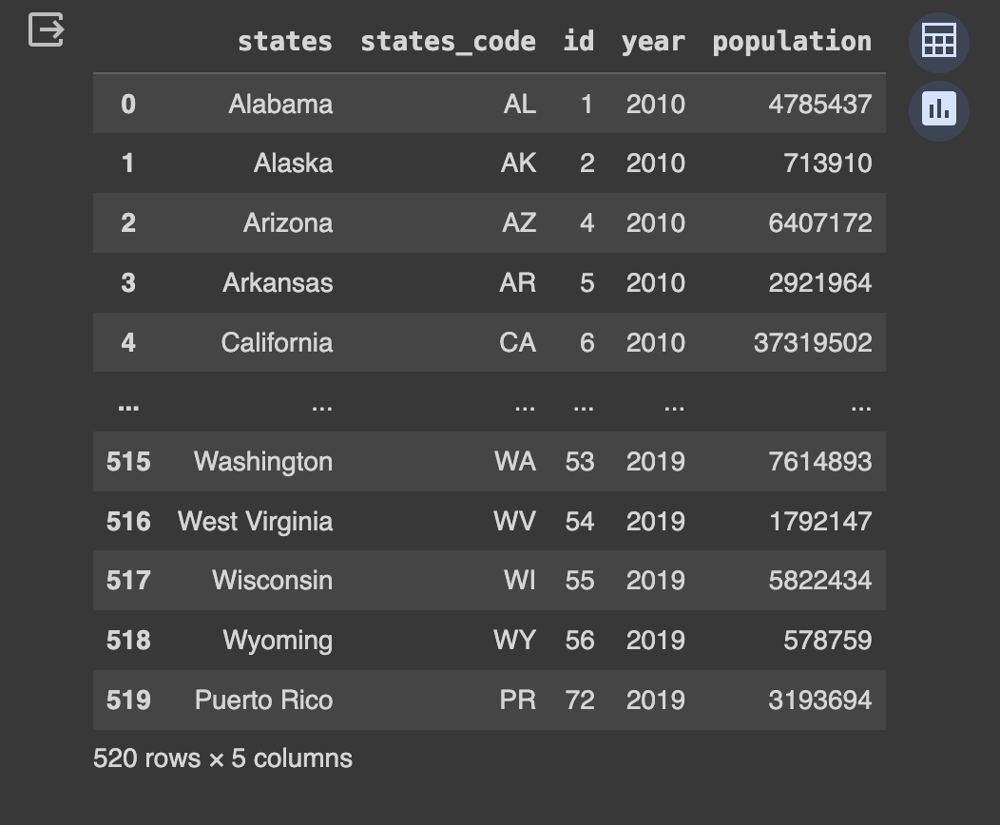 states states_code id year population
0 Alabama AL 1 2010 4785437
1 Alaska AK 2 2010 713910
2 Arizona AZ 4 2010 6407172
3 Arkansas AR 5 2010 2921964
4 California CA 6 2010 37319502
... ... ... ... ... ...
515 Washington WA 53 2019 7614893
516 West Virginia WV 54 2019 1792147
517 Wisconsin WI 55 2019 5822434
518 Wyoming WY 56 2019 578759
519 Puerto Rico PR 72 2019 3193694
520 rows × 5 columns